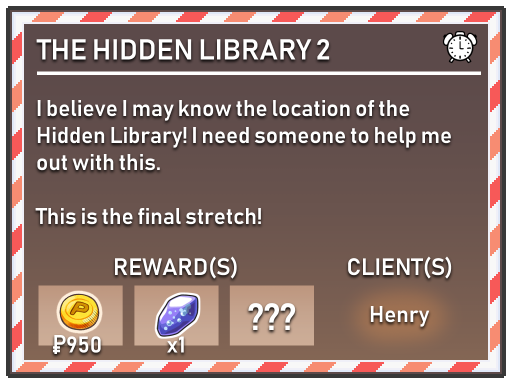 THE HIDDEN LIBRARY 2
I believe I may know the location of the
Hidden Library! I need someone to help me
out with this.
This is the final stretch!
REWARD(S) CLIENT(S)
P
???
Henry
₽950 x1